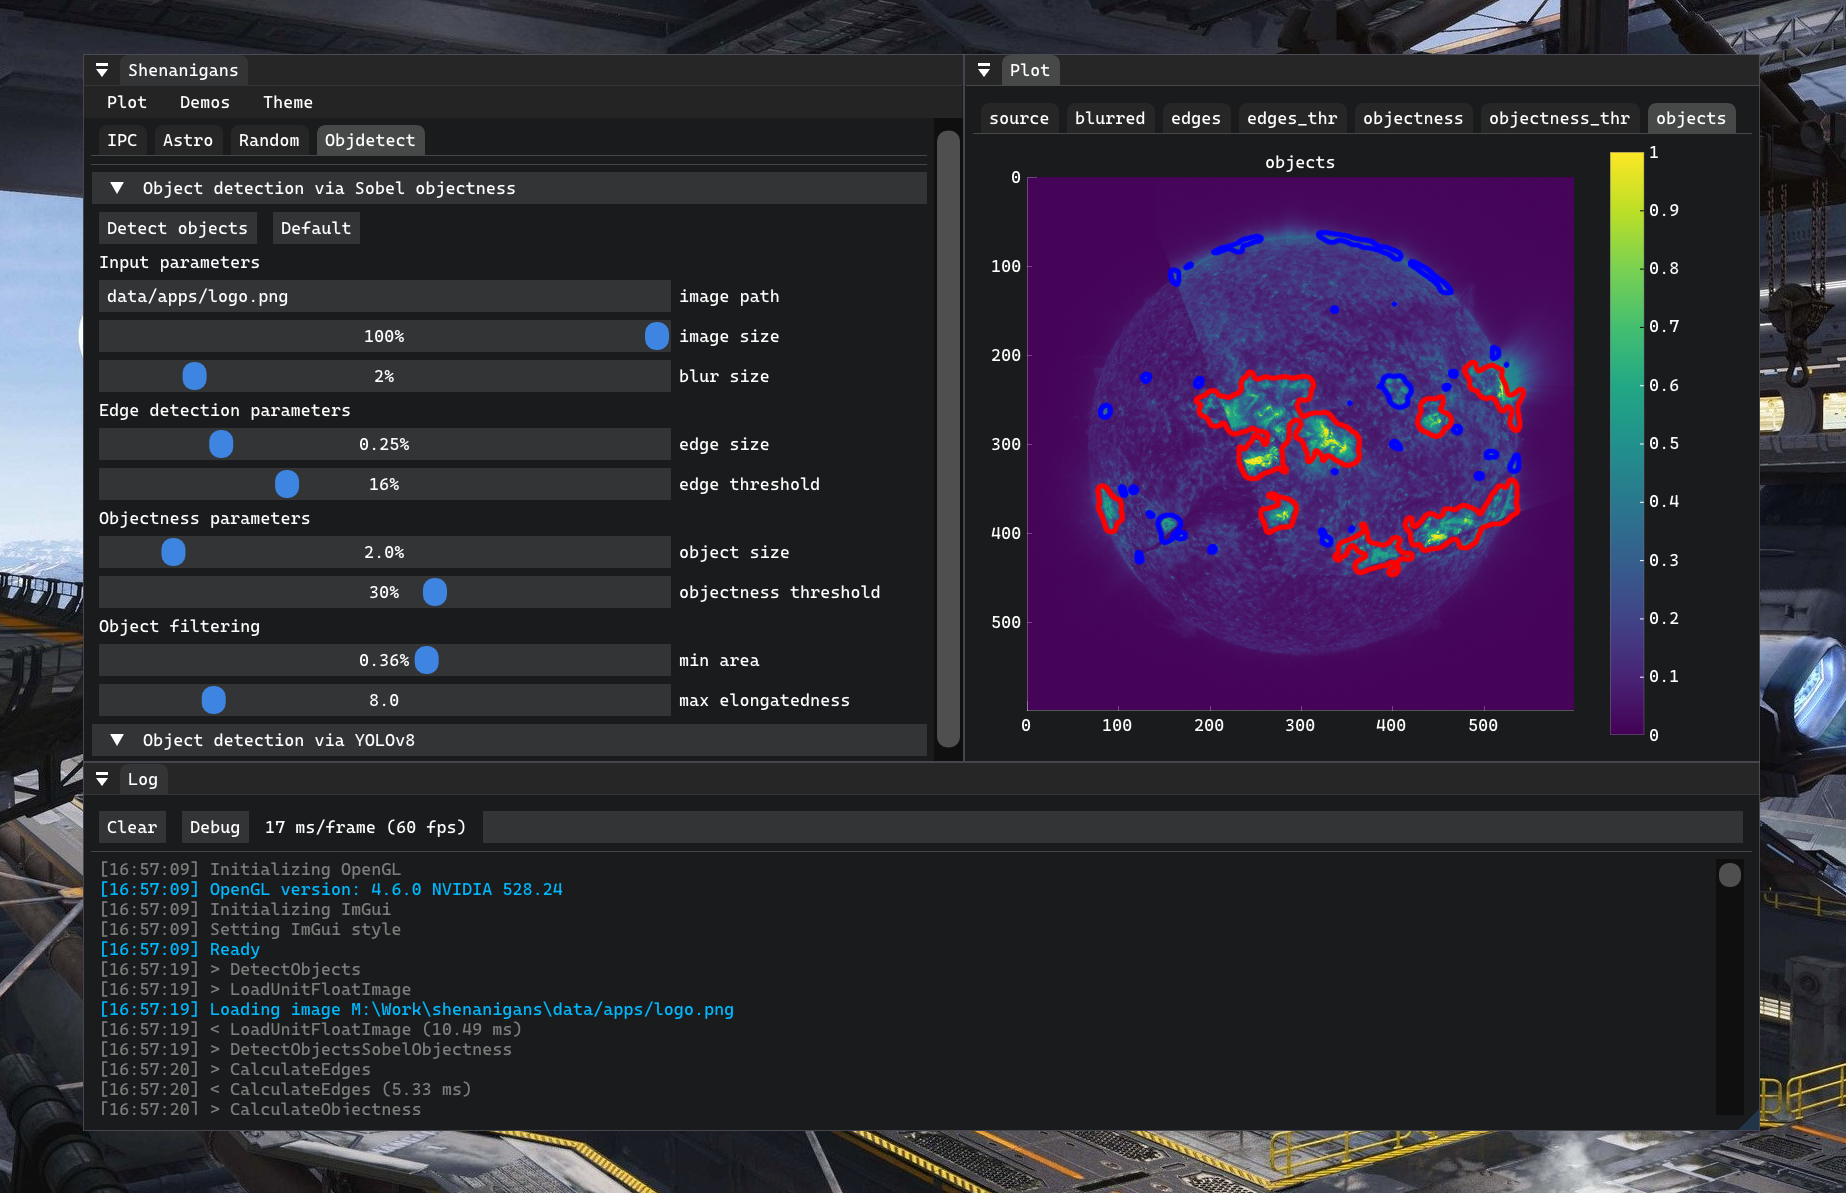 Shenanigans
Plot Demos Theme
IPC Astro Random Objdetect
Object detection via Sobel objectness
Detect objects Default
Input parameters
data/apps/logo.png image path
100% image size
2% blur size
Edge detection parameters
0.25% edge size
16% edge threshold
Objectness parameters
2.0% object size
30% objectness threshold
Object filtering
0.36% min area
8.0 max elongatedness
Object detection via YOLOv8
Plot
source blurred edges edges_thr objectness objectness_thr objects
objects
0
100
200
300
400
500
0 100 200 300 400 500
1
0.9
0.8
0.7
0.6
0.5
0.4
0.3
0.2
0.1
0
Log
Clear Debug 17 ms/frame (60 fps)
[16:57:09] Initializing OpenGL
[16:57:09] OpenGL version: 4.6.0 NVIDIA 528.24
[16:57:09] Initializing ImGui
[16:57:09] Setting ImGui style
[16:57:09] Ready
[16:57:19] > DetectObjects
[16:57:19] > LoadUnitFloatImage
[16:57:19] Loading image M:\Work\shenanigans\data/apps/logo.png
[16:57:19] < LoadUnitFloatImage (10.49 ms)
[16:57:19] > DetectObjectsSobelObjectness
[16:57:20] > CalculateEdges
[16:57:20] < CalculateEdges (5.33 ms)
[16:57:20] > CalculateObjectness